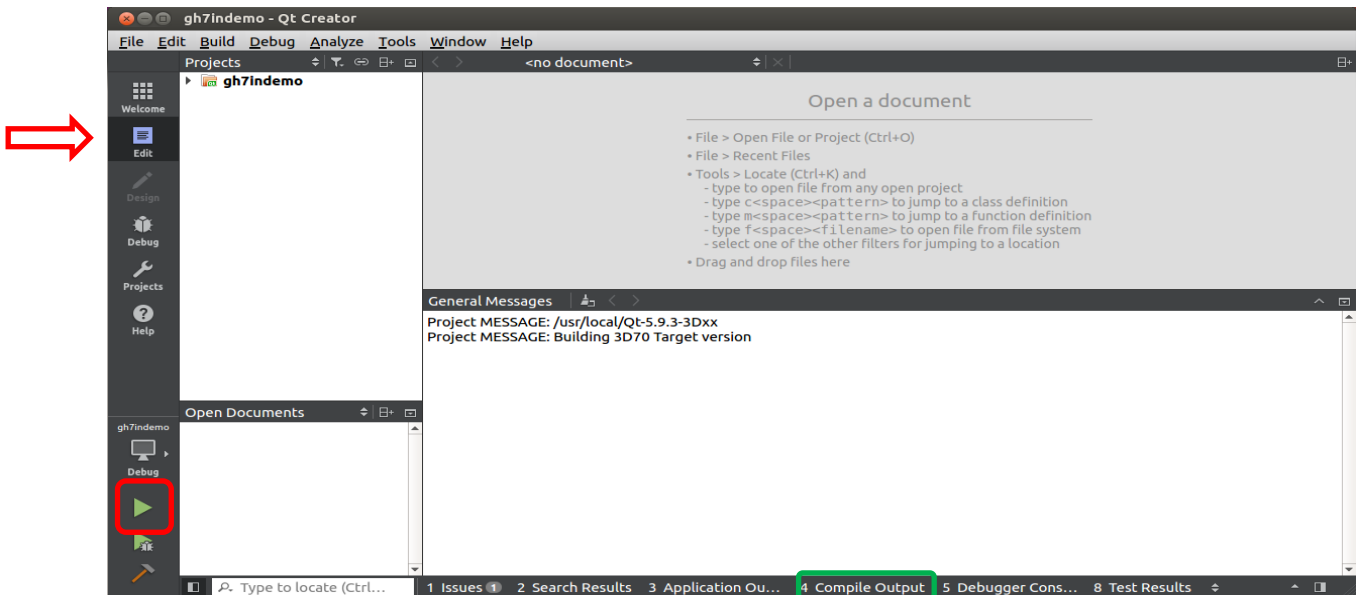 gh7indemo - Qt Creator
File Edit Build Debug Analyze Tools Window Help
Projects
<no document>
Welcome
Edit
Design
Debug
Projects
Help
gh7indemo
Open a document
• File > Open File or Project (Ctrl+O)
• File > Recent Files
• Tools > Locate (Ctrl+K) and
- type to open file from any open project
- type c<space><pattern> to jump to a class definition
- type m<space><pattern> to jump to a function definition
- type f<space><filename> to open file from file system
- select one of the other filters for jumping to a location
• Drag and drop files here
General Messages
Project MESSAGE: /usr/local/Qt-5.9.3-3Dxx
Project MESSAGE: Building 3D70 Target version
Open Documents
gh7indemo
Debug
Type to locate (Ctrl...
1 Issues 1 2 Search Results 3 Application Ou... 4 Compile Output 5 Debugger Cons... 8 Test Results